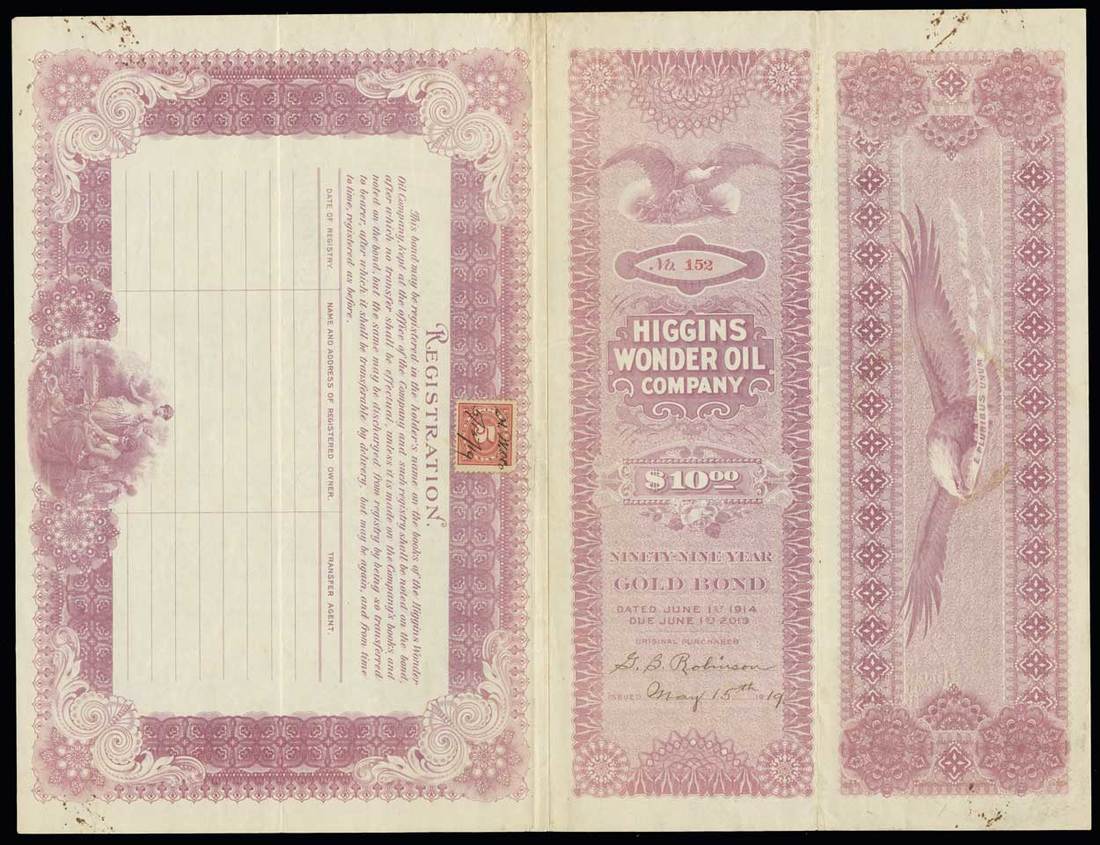 REGISTRATION.
This bond may be registered in the holder's name on the books of the Higgins Wonder
Oil Company, kept at the office of the Company and such registry shall be noted on the bond,
after which no transfer shall be effectual, unless it is made on the Company's books, and
noted on the bond, but the same may be discharged from registry by being so transferred
to bearer, after which it shall be transferable by delivery, but may be again, and from time
to time, registered as before.
DATE OF REGISTRY. NAME AND ADDRESS OF REGISTERED OWNER. TRANSFER AGENT.
5
No 152
HIGGINS
WONDER OIL
COMPANY
$1000
NINETY-NINE YEAR
GOLD BOND
DATED JUNE 1ST 1914
DUE JUNE 1ST 2013
ORIGINAL PURCHASER
G. B. Robinson
ISSUED May 15th 1919
E PLURIBUS UNUM